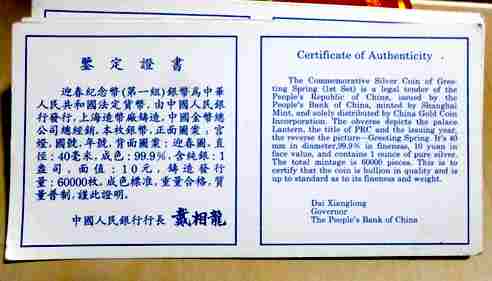 鑒定證書
迎春紀念幣(第一組)銀幣爲中華
人民共和國法定貨幣,由中國人民銀
行發行,上海造幣廠鑄造,中國金幣總
公司總經銷。本枚銀幣,正面圖案:宫
燈,國號,年號,背面圖案:迎春圖,直
徑:40毫米,成色:99.9%,含純銀:1
盎司,面值:10元,鑄造發行
量:60000枚。成色標准,重量合格,質
量普制,謹此證明。
中國人民銀行行長 戴相龍
Certificate of Authenticity
The Commemorative Silver Coin of Gree-
ting Spring (1st Set) is a legal tender of the
People's Republic of China, issued by the
People's Bank of China, minted by Shanghai
Mint, and solely distributed by China Gold Coin
Incorporation. The obverse depicts the palace
Lantern, the title of PRC and the issuing year,
the reverse the picture—Greeting Spring. It's 40
mm in diameter,99.9% in fineness, 10 yuan in
face value, and contains 1 ounce of pure silver.
The total mintage is 60000 pieces. This is to
certify that the coin is bullion in quality and is
up to standard as to its fineness and weight.
Dai Xianglong
Governor
The People's Bank of China